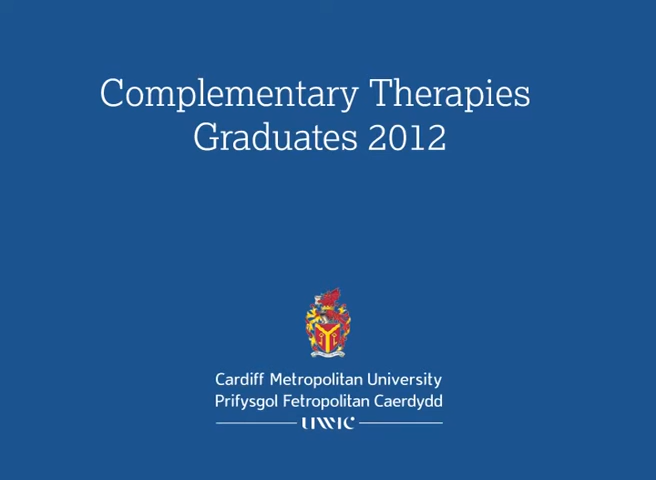 Complementary Therapies
Graduates 2012
Cardiff Metropolitan University
Prifysgol Fetropolitan Caerdydd
UWIC